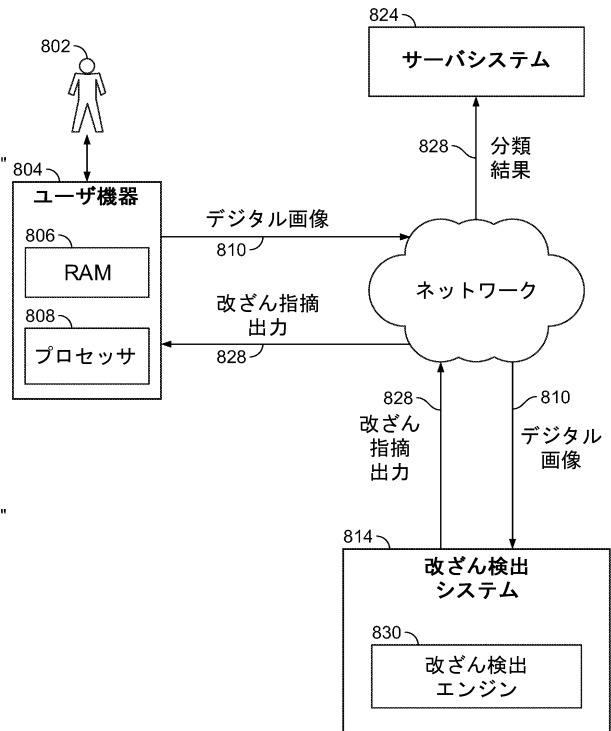 802
824
サーバシステム
828
分類
結果
"
804
ユーザ機器
806
RAM
808
プロセッサ
デジタル画像
810
ネットワーク
改ざん指摘
出力
828
828
改ざん
指摘
出力
810
デジタル
画像
"
814
改ざん検出
システム
830
改ざん検出
エンジン